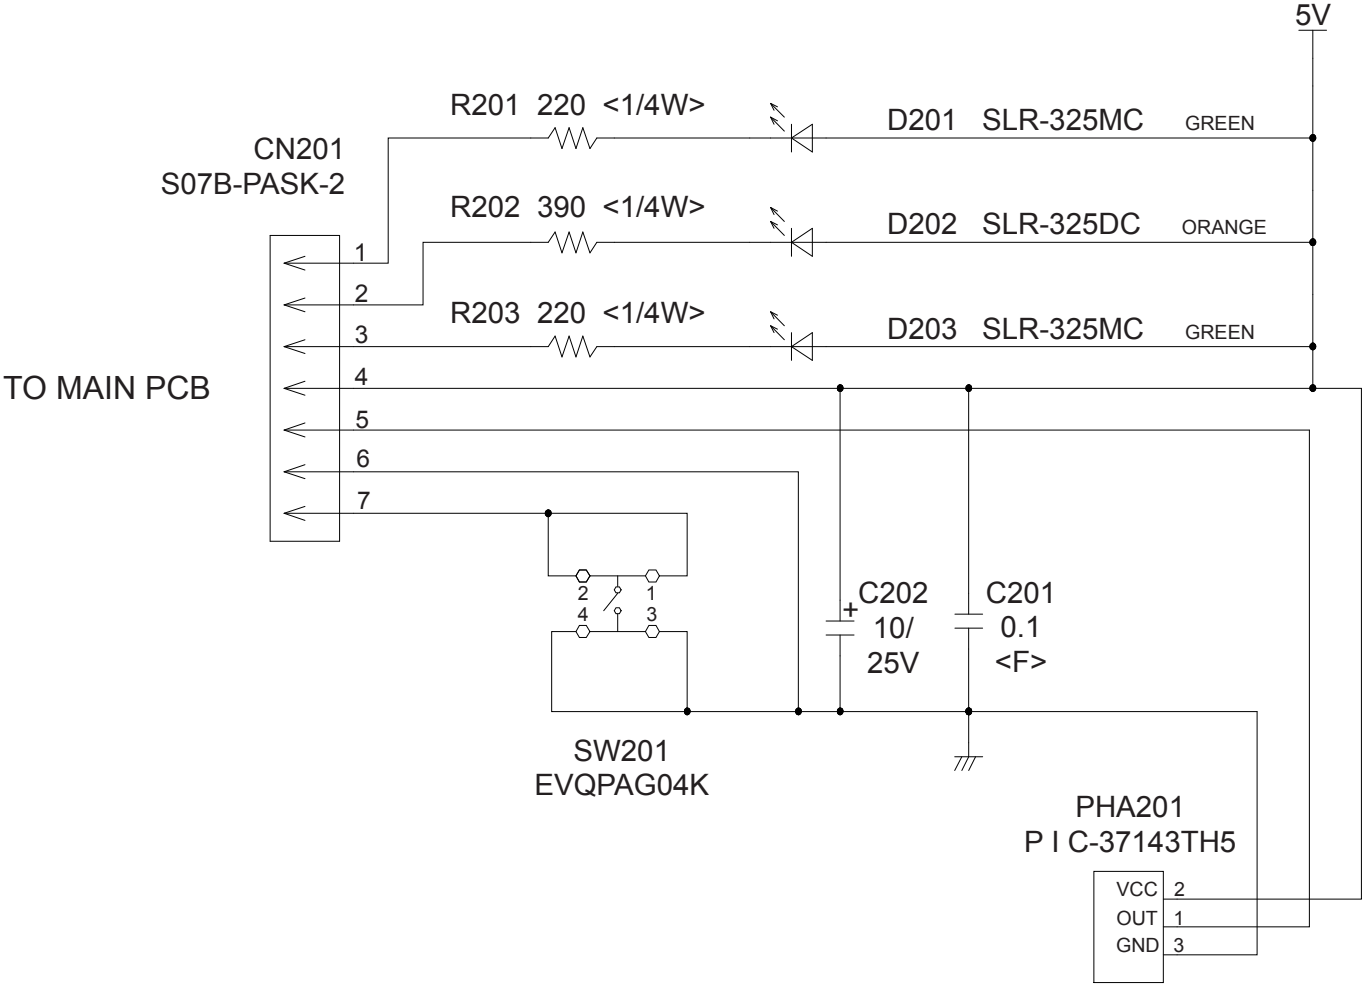 5V
R201 220 <1/4W>
D201 SLR-325MC GREEN
CN201
S07B-PASK-2
R202 390 <1/4W>
D202 SLR-325DC ORANGE
1
2
R203 220 <1/4W>
D203 SLR-325MC GREEN
3
TO MAIN PCB
4
5
6
7
2 1
4 3
+ C202
10/
25V
C201
0.1
<F>
SW201
EVQPAG04K
PHA201
P I C-37143TH5
VCC 2
OUT 1
GND 3